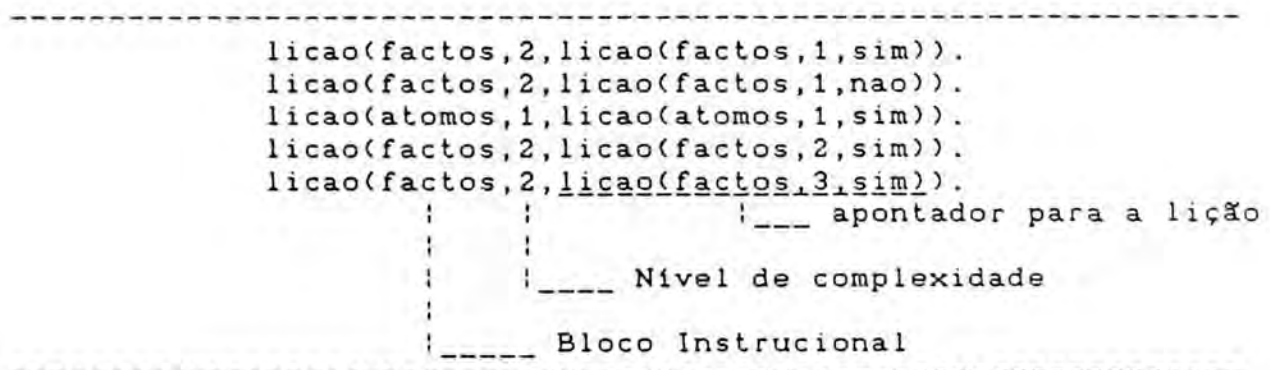 licao(factos,2,licao(factos,1,sim)).
licao(factos,2,licao(factos,1,nao)).
licao(atomos,1,licao(atomos,1,sim)).
licao(factos,2,licao(factos,2,sim)).
licao(factos,2,licao(factos,3,sim)).
apontador para a lição
Nível de complexidade
Bloco Instrucional